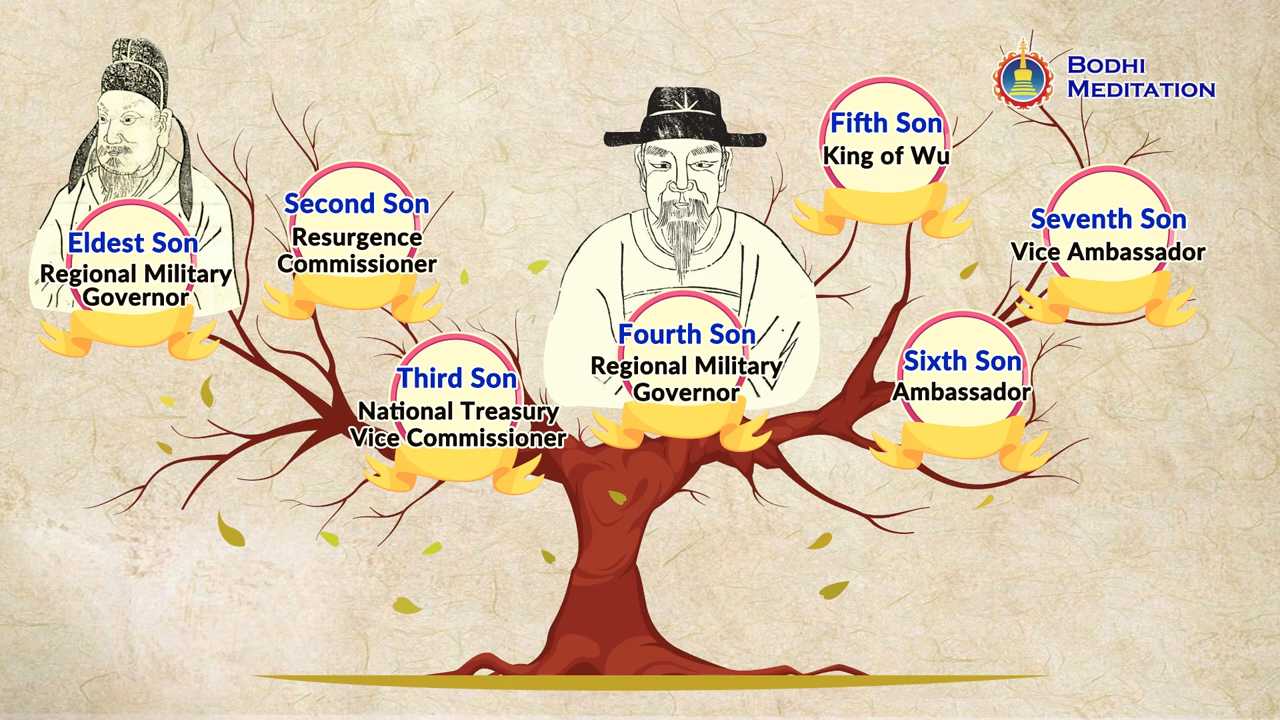 BODHI
MEDITATION
Eldest Son
Regional Military
Governor
Second Son
Resurgence
Commissioner
Third Son
National Treasury
Vice Commissioner
Fourth Son
Regional Military
Governor
Fifth Son
King of Wu
Sixth Son
Ambassador
Seventh Son
Vice Ambassador